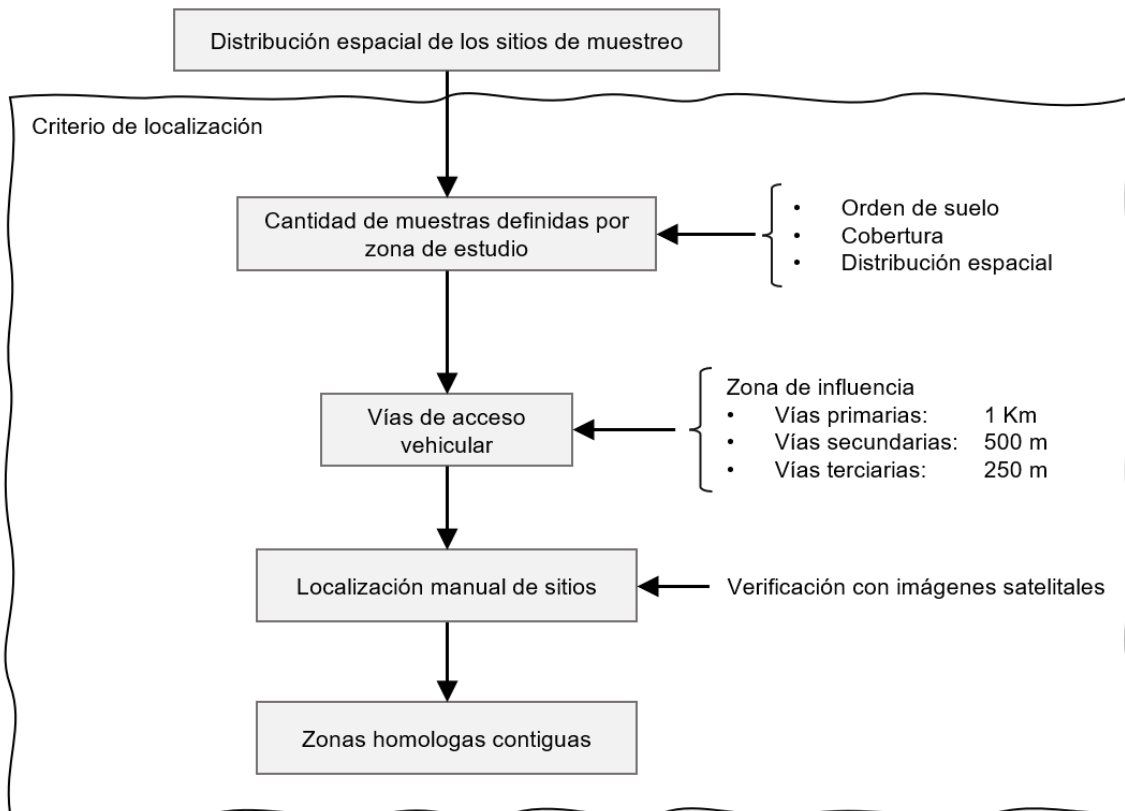 Distribución espacial de los sitios de muestreo
Criterio de localización
Cantidad de muestras definidas por
zona de estudio
• Orden de suelo
• Cobertura
• Distribución espacial
Vías de acceso
vehicular
Zona de influencia
• Vías primarias: 1 Km
• Vías secundarias: 500 m
• Vías terciarias: 250 m
Localización manual de sitios
Verificación con imágenes satelitales
Zonas homologas contiguas